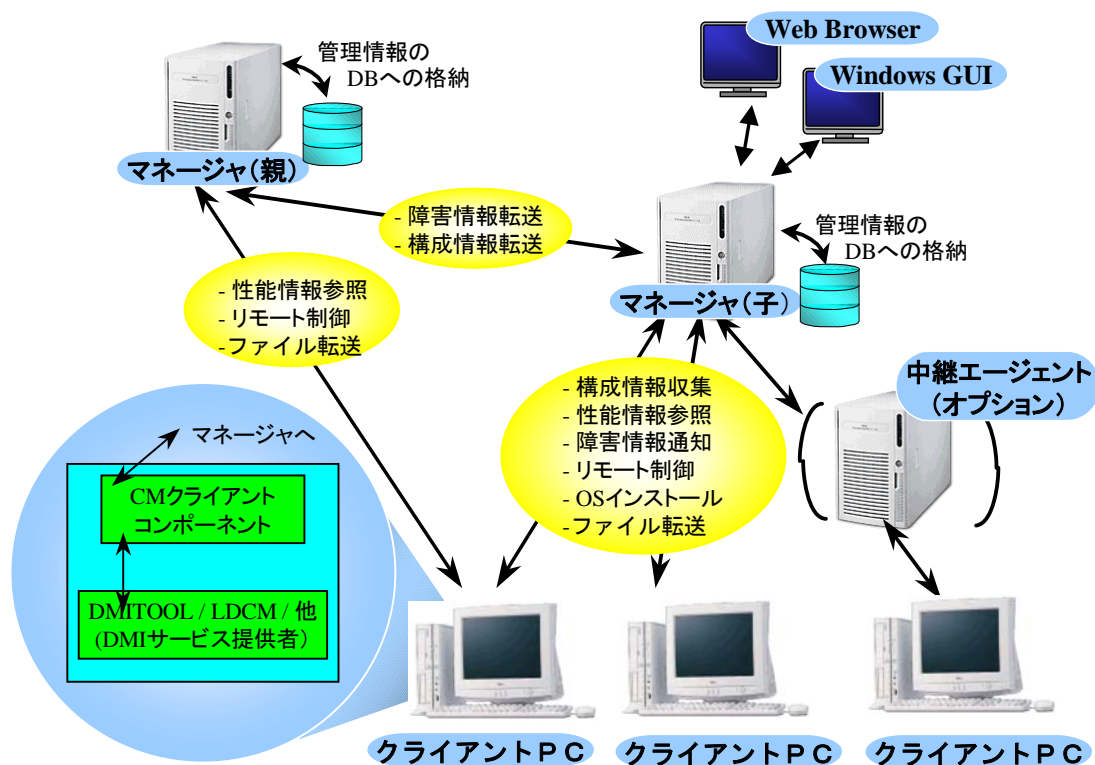 Web Browser
Windows GUI
管理情報の
DBへの格納
マネージャ(親)
- 障害情報転送
- 構成情報転送
管理情報の
DBへの格納
マネージャ(子)
- 性能情報参照
- リモート制御
- ファイル転送
- 構成情報収集
- 性能情報参照
- 障害情報通知
- リモート制御
- OSインストール
- ファイル転送
中継エージェント
(オプション)
マネージャへ
CMクライアント
コンポーネント
DMITOOL / LDCM / 他
(DMIサービス提供者)
クライアントPC
クライアントPC
クライアントPC